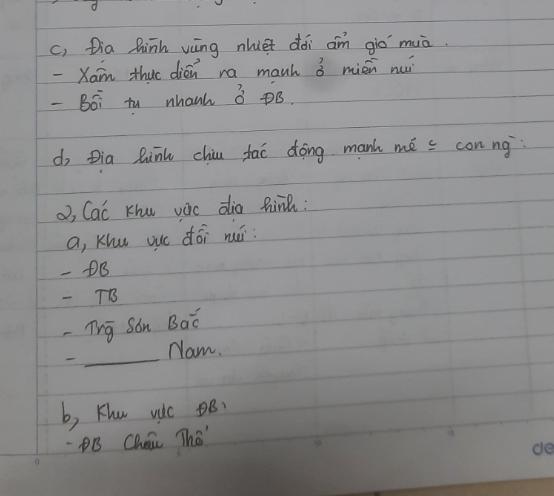 c, Địa hình vùng nhiệt đới ẩm gió mùa.
- Xâm thực diễn ra mạnh ở miền núi
- Bồi tụ nhanh ở ĐB.
d, Địa hình chịu tác động mạnh mẽ c̄ con ng̀:
2, Các khu vực địa hình:
a, Khu vực đồi núi:
- ĐB
- TB
- Trg̃ Sơn Bắc
- ______ Nam.
b, Khu vực ĐB:
- ĐB Châu Thổ
de